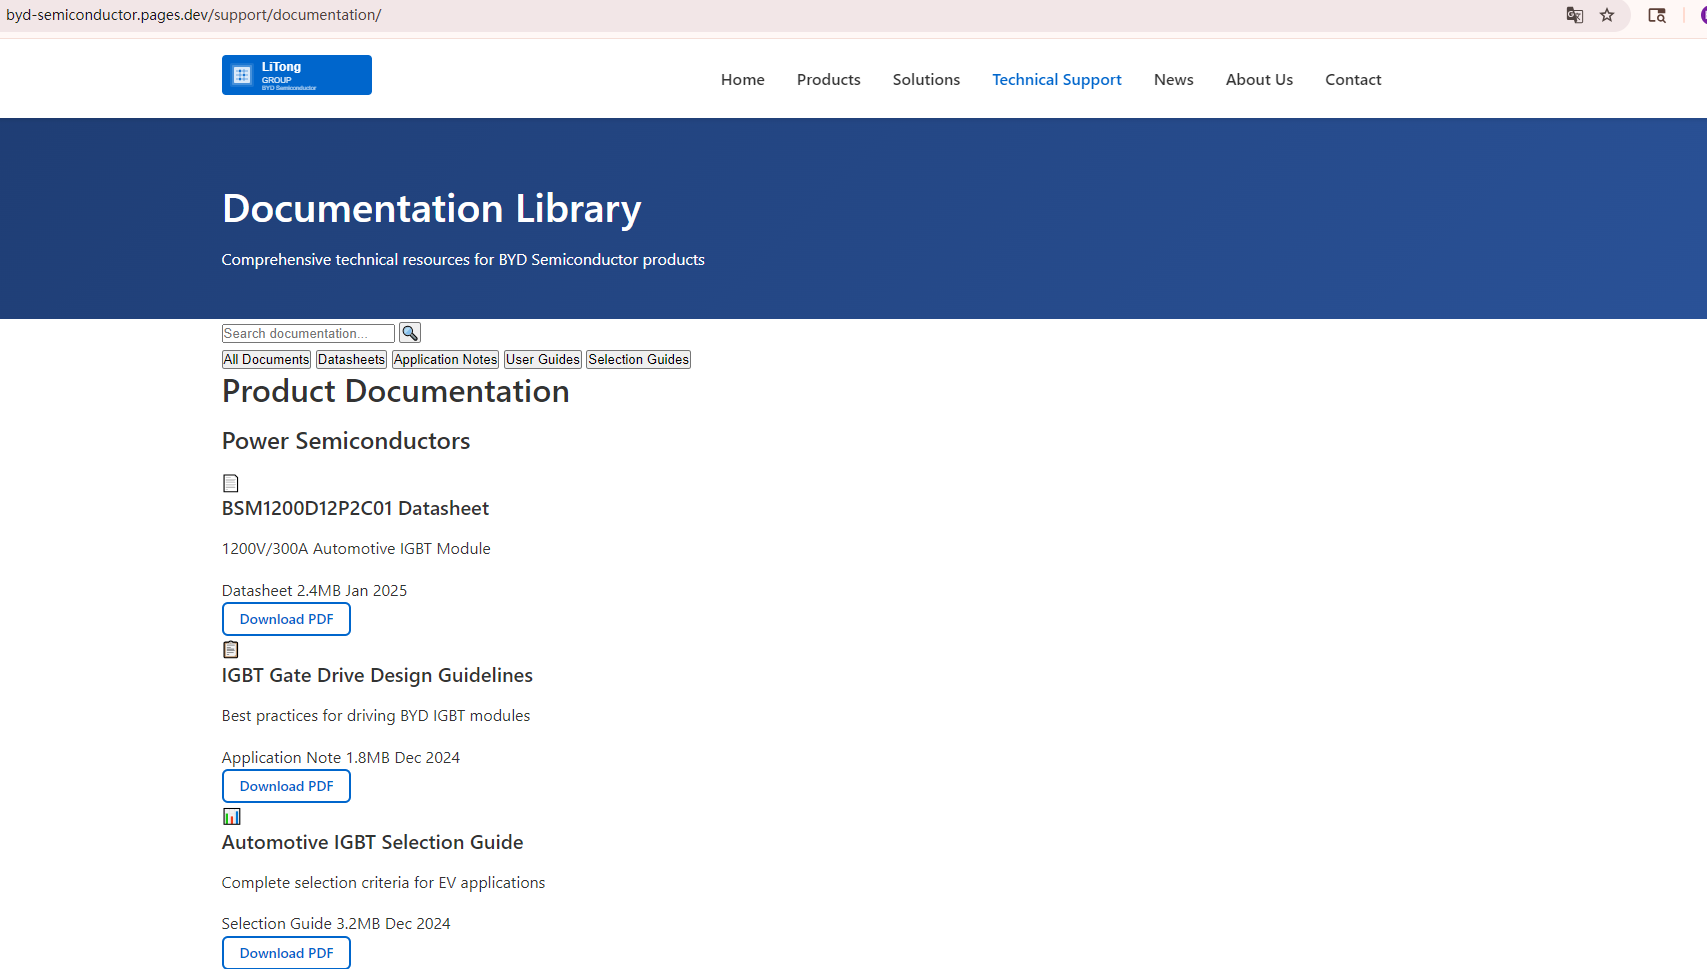 byd-semiconductor.pages.dev/support/documentation/
LiTong
GROUP
BYD Semiconductor
Home Products Solutions Technical Support News About Us Contact
Documentation Library
Comprehensive technical resources for BYD Semiconductor products
Search documentation...
All Documents Datasheets Application Notes User Guides Selection Guides
Product Documentation
Power Semiconductors
BSM1200D12P2C01 Datasheet
1200V/300A Automotive IGBT Module
Datasheet 2.4MB Jan 2025
Download PDF
IGBT Gate Drive Design Guidelines
Best practices for driving BYD IGBT modules
Application Note 1.8MB Dec 2024
Download PDF
Automotive IGBT Selection Guide
Complete selection criteria for EV applications
Selection Guide 3.2MB Dec 2024
Download PDF